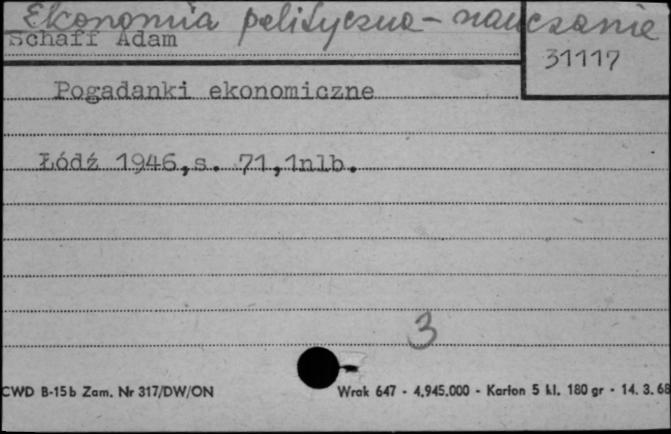 Ekonomia polityczna - nauczanie
Schaff Adam
31117
Pogadanki ekonomiczne
Łódź 1946,s. 71,1nlb.
3
CWD B-15b Zam. Nr 317/DW/ON
Wrak 647 - 4.945.000 - Karton 5 kl. 180 gr - 14. 3. 68